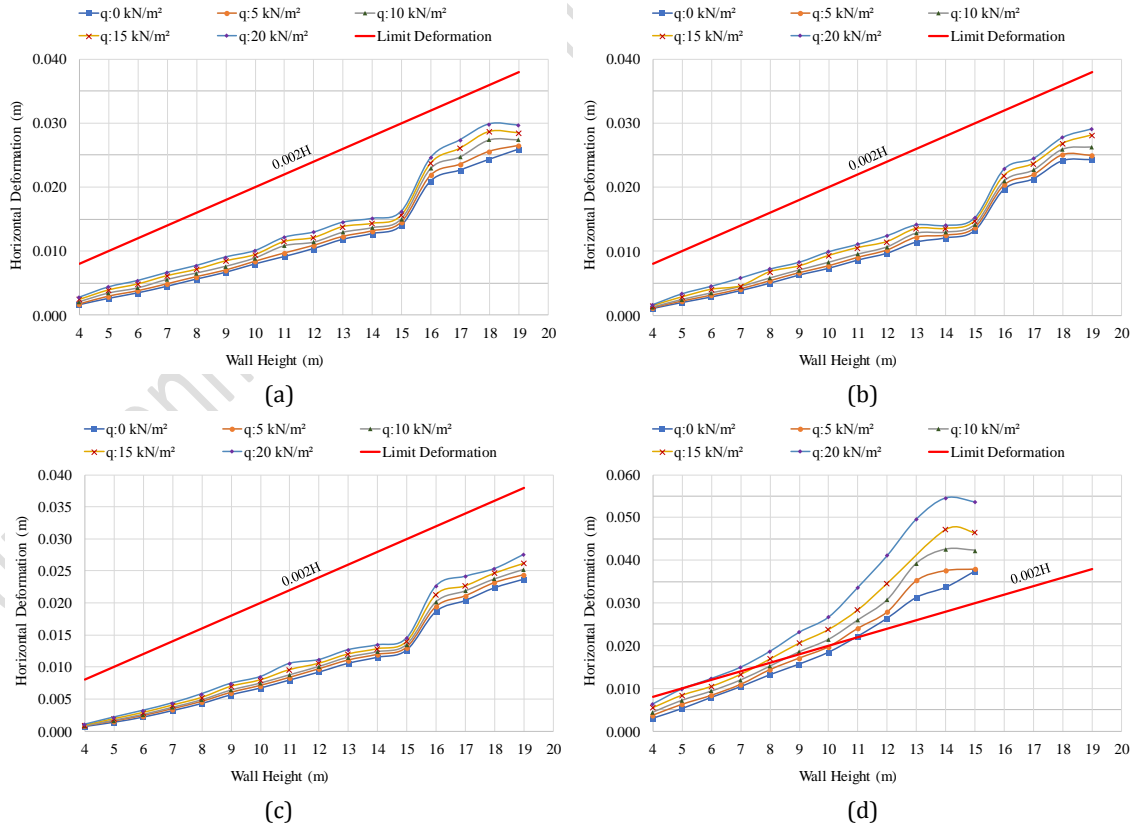 q:0 kN/m² q:5 kN/m² q:10 kN/m²
q:15 kN/m² q:20 kN/m² Limit Deformation
0.040
0.030
0.020
0.010
0.000
Horizontal Deformation (m)
0.002H
4 5 6 7 8 9 10 11 12 13 14 15 16 17 18 19 20
Wall Height (m)
(a)
q:0 kN/m² q:5 kN/m² q:10 kN/m²
q:15 kN/m² q:20 kN/m² Limit Deformation
0.040
0.030
0.020
0.010
0.000
Horizontal Deformation (m)
0.002H
4 5 6 7 8 9 10 11 12 13 14 15 16 17 18 19 20
Wall Height (m)
(b)
q:0 kN/m² q:5 kN/m² q:10 kN/m²
q:15 kN/m² q:20 kN/m² Limit Deformation
0.040
0.035
0.030
0.025
0.020
0.015
0.010
0.005
0.000
Horizontal Deformation (m)
0.002H
4 5 6 7 8 9 10 11 12 13 14 15 16 17 18 19 20
Wall Height (m)
(c)
q:0 kN/m² q:5 kN/m² q:10 kN/m²
q:15 kN/m² q:20 kN/m² Limit Deformation
0.060
0.050
0.040
0.030
0.020
0.010
0.000
Horizontal Deformation (m)
0.002H
4 5 6 7 8 9 10 11 12 13 14 15 16 17 18 19 20
Wall Height (m)
(d)